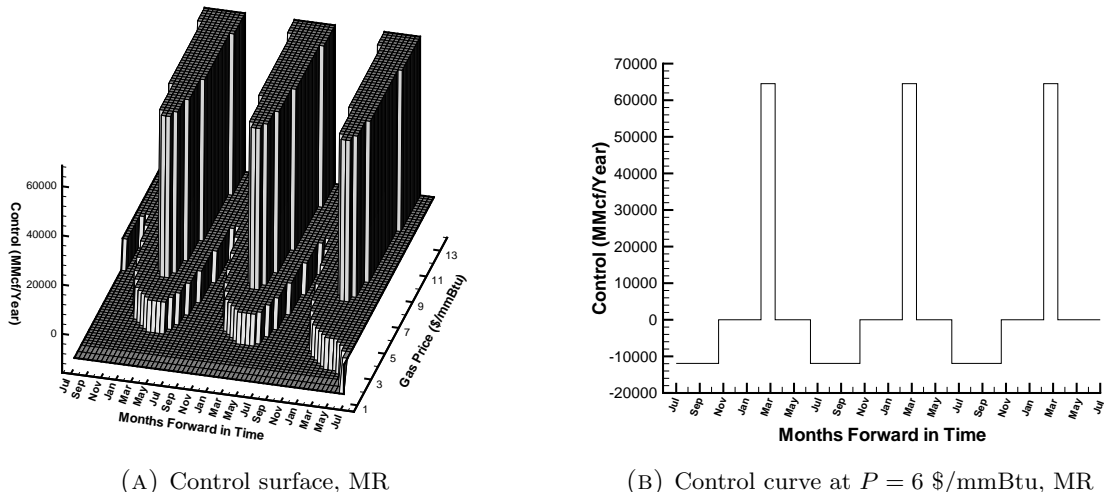 Control (MMcf/Year)
60000
40000
20000
0
Jul Sep Nov Jan Mar May Jul Sep Nov Jan Mar May Jul Sep Nov Jan Mar May Jul
Months Forward in Time
1 3 5 7 9 11 13
Gas Price ($/mmBtu)
(A) Control surface, MR
Control (MMcf/Year)
70000
60000
50000
40000
30000
20000
10000
0
-10000
-20000
Jul Sep Nov Jan Mar May Jul Sep Nov Jan Mar May Jul Sep Nov Jan Mar May Jul
Months Forward in Time
(B) Control curve at P = 6 $/mmBtu, MR